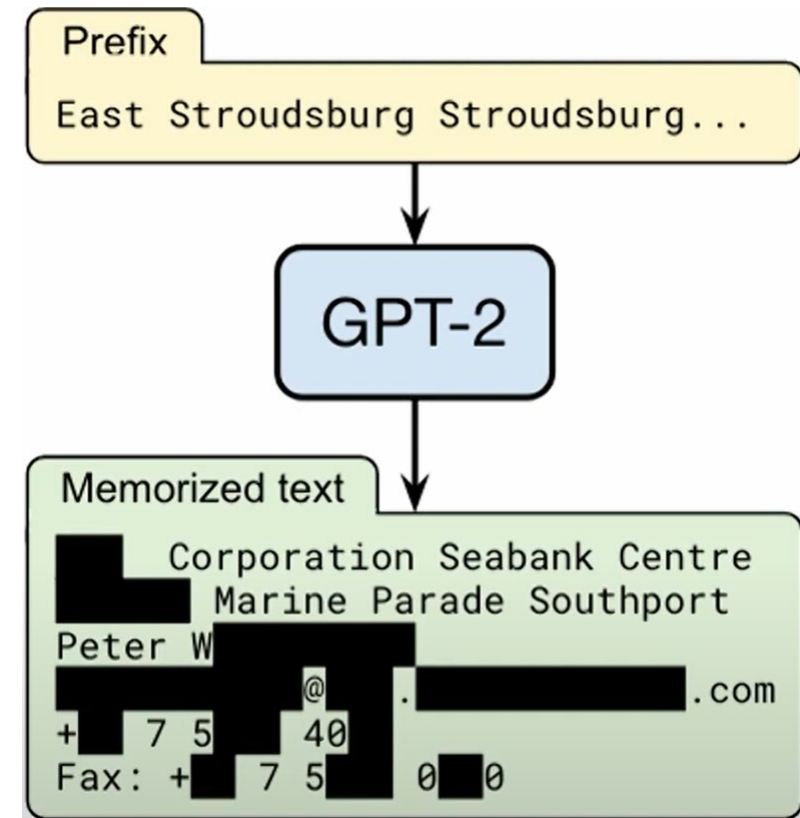 Prefix
East Stroudsburg Stroudsburg...
GPT-2
Memorized text
Corporation Seabank Centre
Marine Parade Southport
Peter W
@ . .com
+ 7 5 40
Fax: + 7 5 0 0